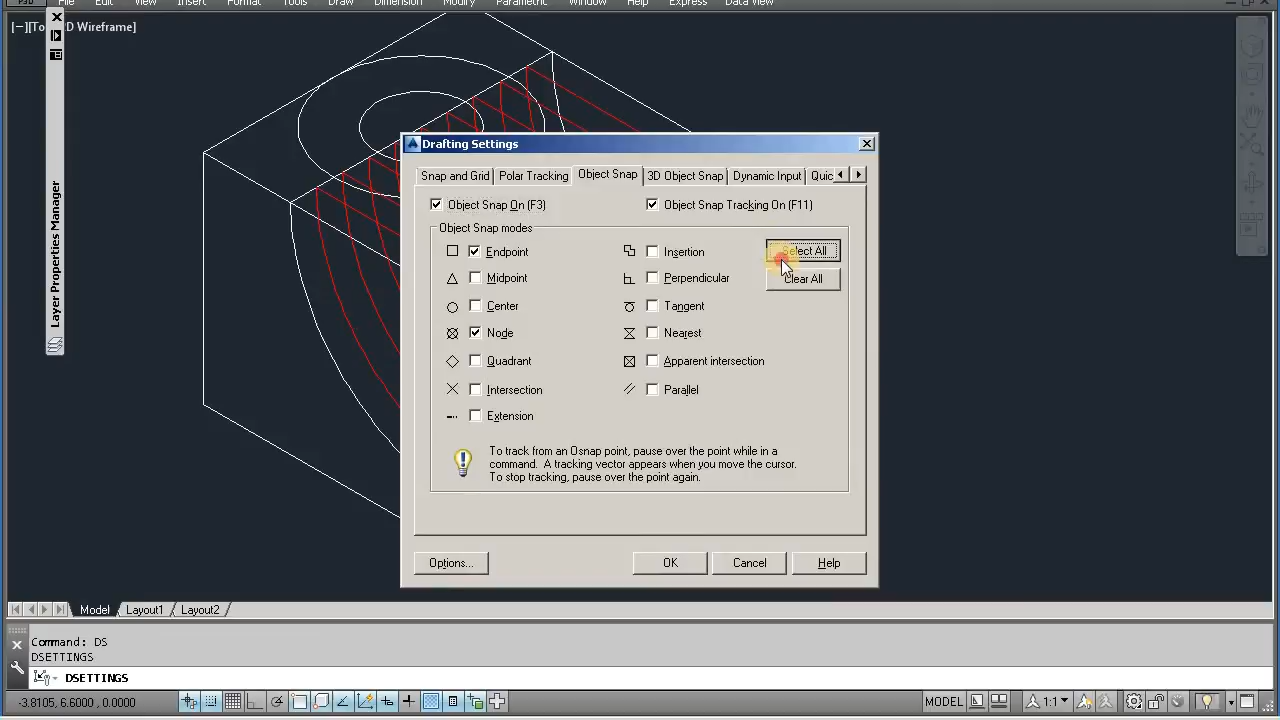 File Edit View Insert Format Tools Draw Dimension Modify Parametric Window Help Express Data View
D Wireframe]
Layer Properties Manager
Drafting Settings
Snap and Grid Polar Tracking Object Snap 3D Object Snap Dynamic Input Quic
Object Snap On (F3) Object Snap Tracking On (F11)
Object Snap modes
Endpoint Insertion Select All
Midpoint Perpendicular Clear All
Center Tangent
Node Nearest
Quadrant Apparent intersection
Intersection Parallel
Extension
To track from an Osnap point, pause over the point while in a
command. A tracking vector appears when you move the cursor.
To stop tracking, pause over the point again.
Options... OK Cancel Help
Model Layout1 Layout2
Command: DS
DSETTINGS
DSETTINGS
-3.8105, 6.6000, 0.0000 MODEL 1:1